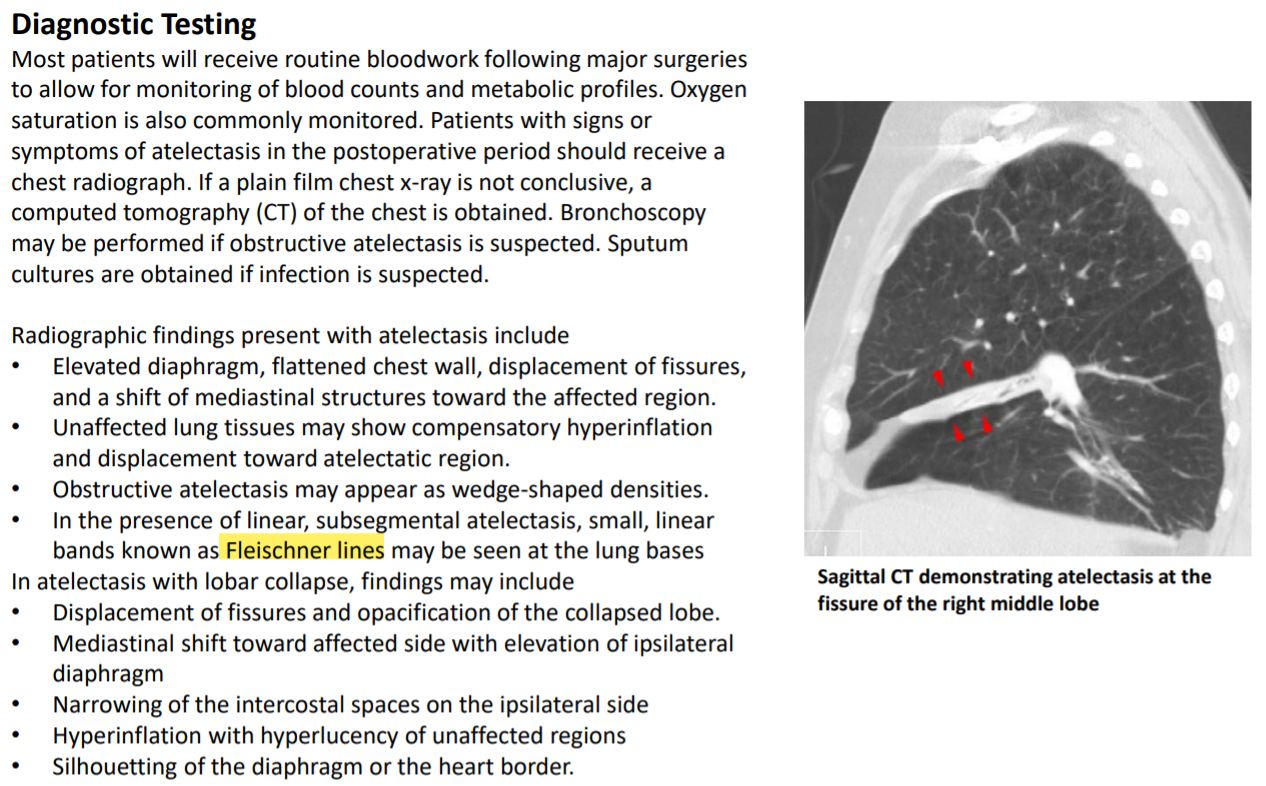 Diagnostic Testing
Most patients will receive routine bloodwork following major surgeries
to allow for monitoring of blood counts and metabolic profiles. Oxygen
saturation is also commonly monitored. Patients with signs or
symptoms of atelectasis in the postoperative period should receive a
chest radiograph. If a plain film chest x-ray is not conclusive, a
computed tomography (CT) of the chest is obtained. Bronchoscopy
may be performed if obstructive atelectasis is suspected. Sputum
cultures are obtained if infection is suspected.
Radiographic findings present with atelectasis include
• Elevated diaphragm, flattened chest wall, displacement of fissures,
and a shift of mediastinal structures toward the affected region.
• Unaffected lung tissues may show compensatory hyperinflation
and displacement toward atelectatic region.
• Obstructive atelectasis may appear as wedge-shaped densities.
• In the presence of linear, subsegmental atelectasis, small, linear
bands known as Fleischner lines may be seen at the lung bases
In atelectasis with lobar collapse, findings may include
• Displacement of fissures and opacification of the collapsed lobe.
• Mediastinal shift toward affected side with elevation of ipsilateral
diaphragm
• Narrowing of the intercostal spaces on the ipsilateral side
• Hyperinflation with hyperlucency of unaffected regions
• Silhouetting of the diaphragm or the heart border.
Sagittal CT demonstrating atelectasis at the
fissure of the right middle lobe